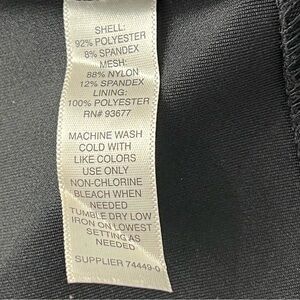 SHELL:
92% POLYESTER
8% SPANDEX
MESH:
88% NYLON
12% SPANDEX
LINING:
100% POLYESTER
RN# 93677
MACHINE WASH
COLD WITH
LIKE COLORS
USE ONLY
NON-CHLORINE
BLEACH WHEN
NEEDED
TUMBLE DRY LOW
IRON ON LOWEST
SETTING AS
NEEDED
SUPPLIER 74449-0